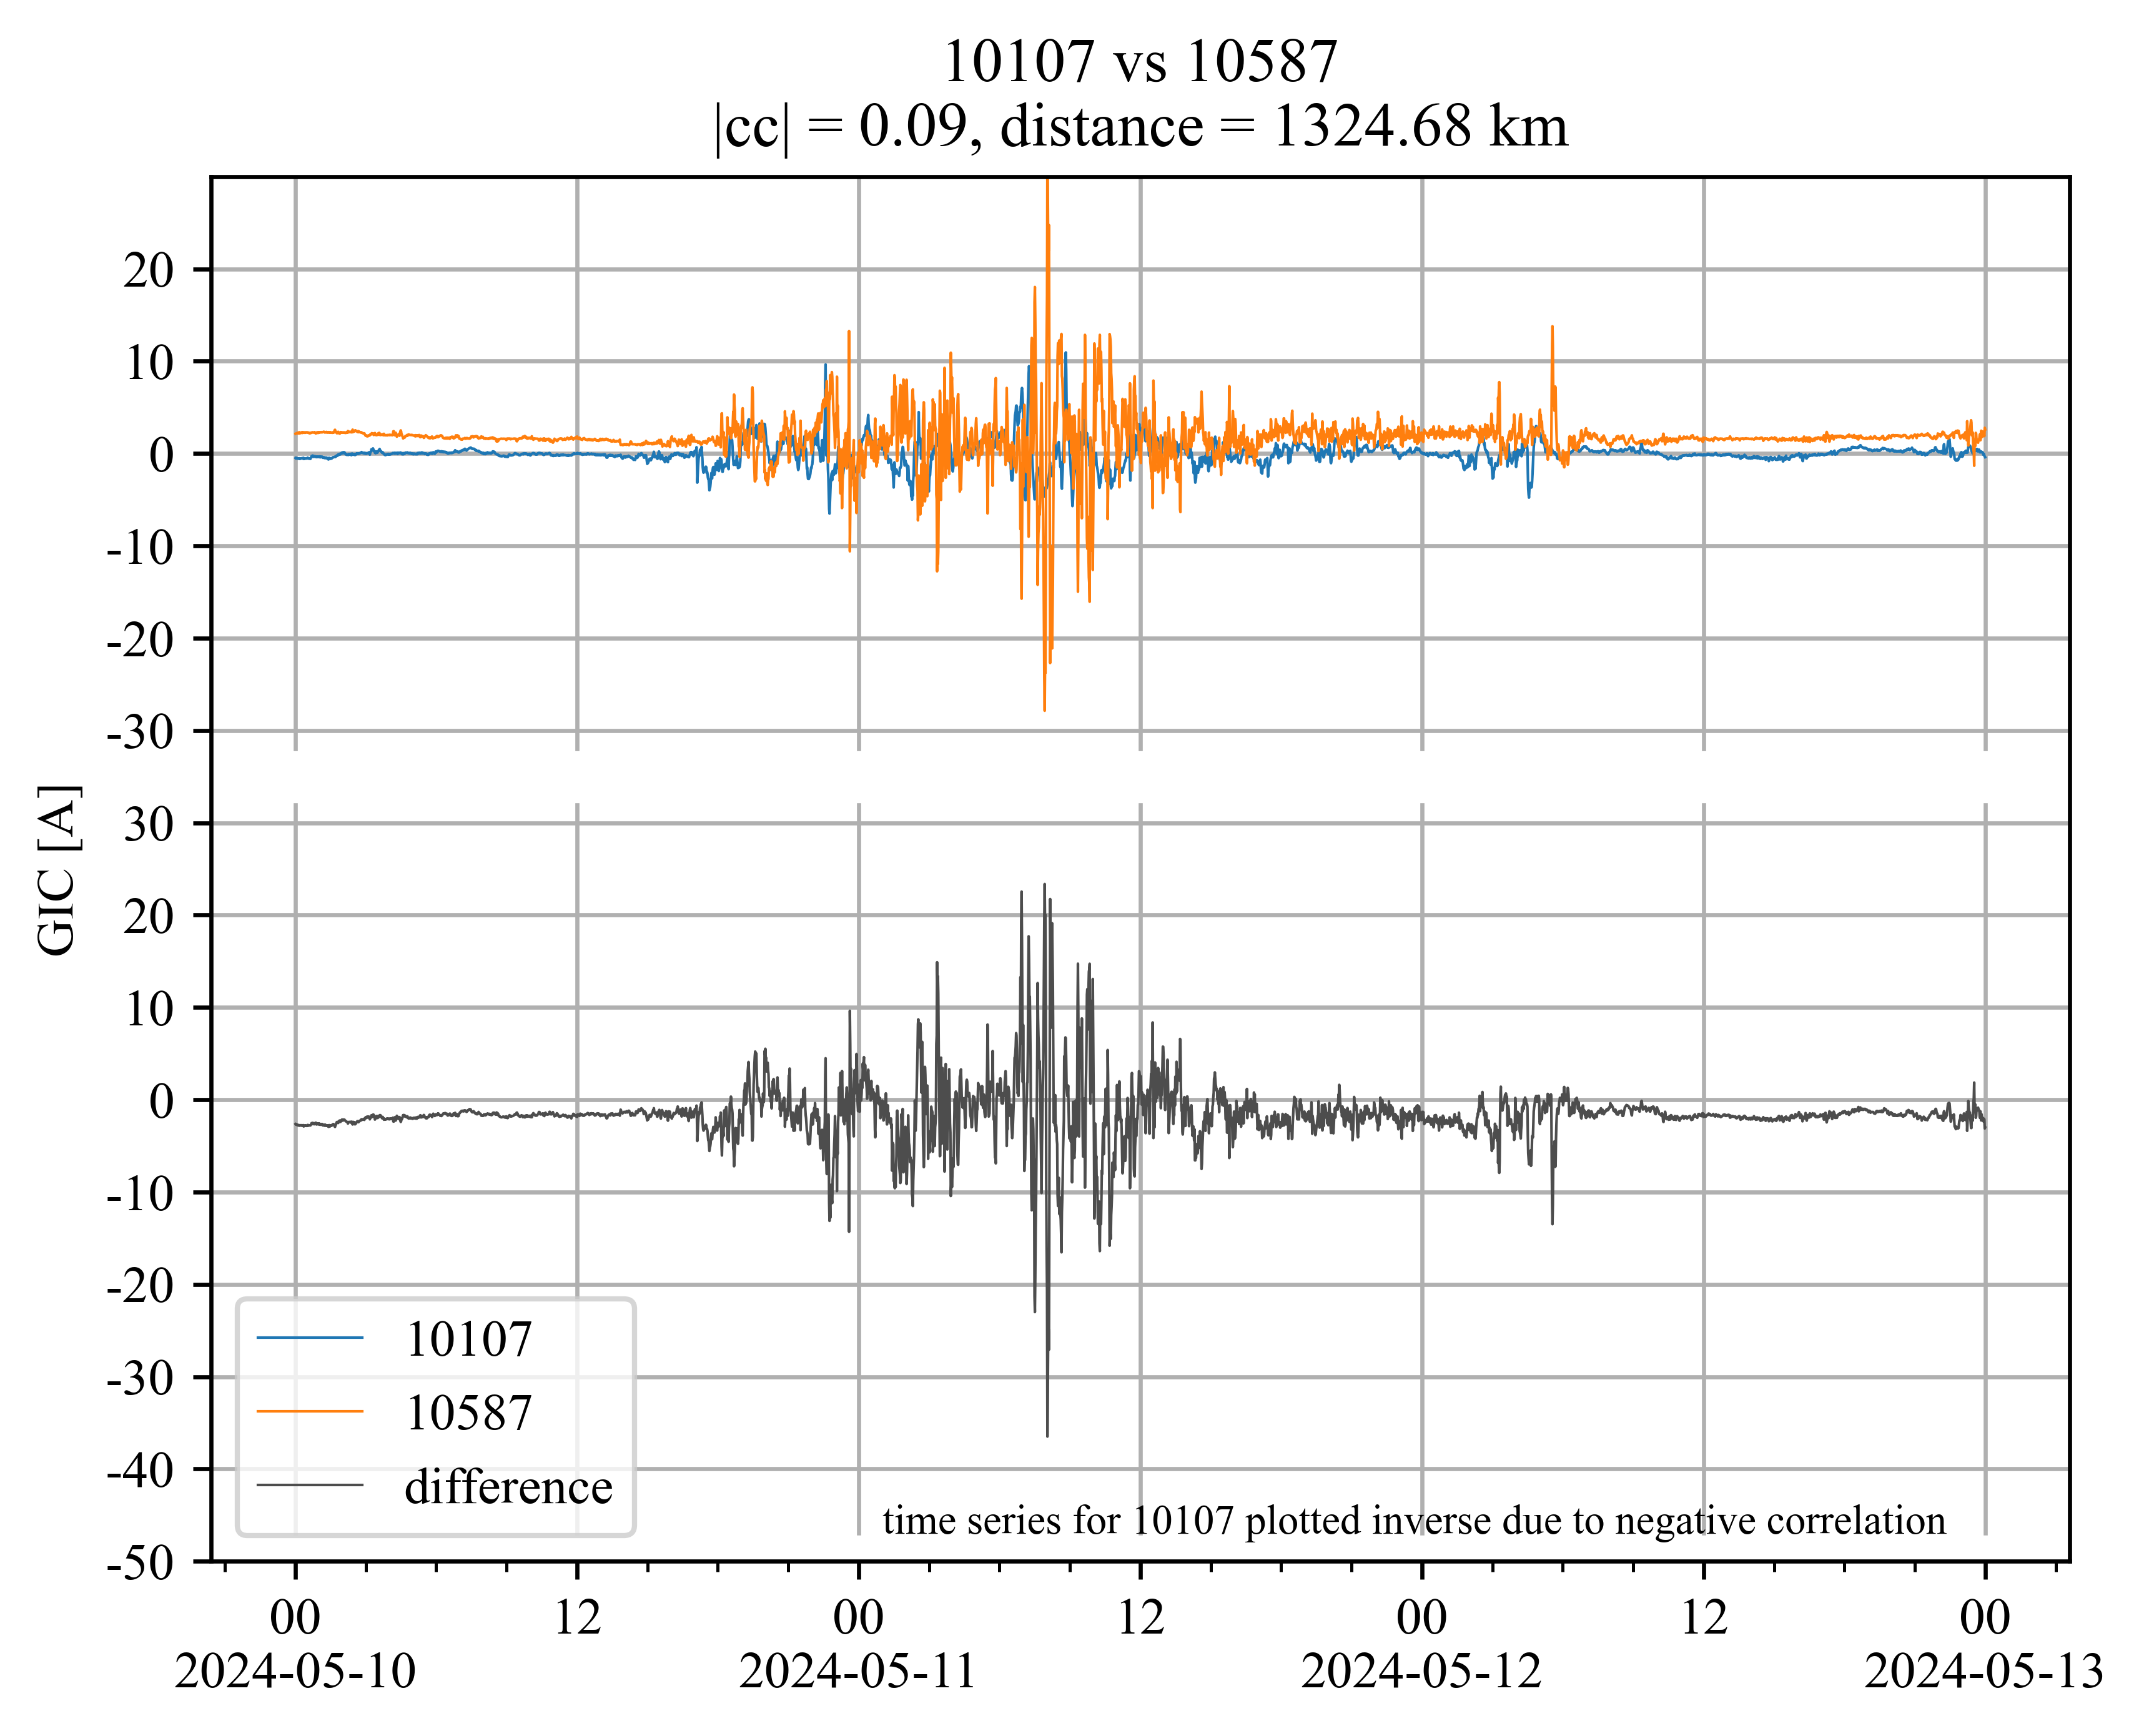 10107 vs 10587
|cc| = 0.09, distance = 1324.68 km
20
10
0
-10
-20
-30
GIC [A]
30
20
10
0
-10
-20
-30
-40
-50
10107
10587
difference
time series for 10107 plotted inverse due to negative correlation
00 12 00 12 00 12 00
2024-05-10 2024-05-11 2024-05-12 2024-05-13